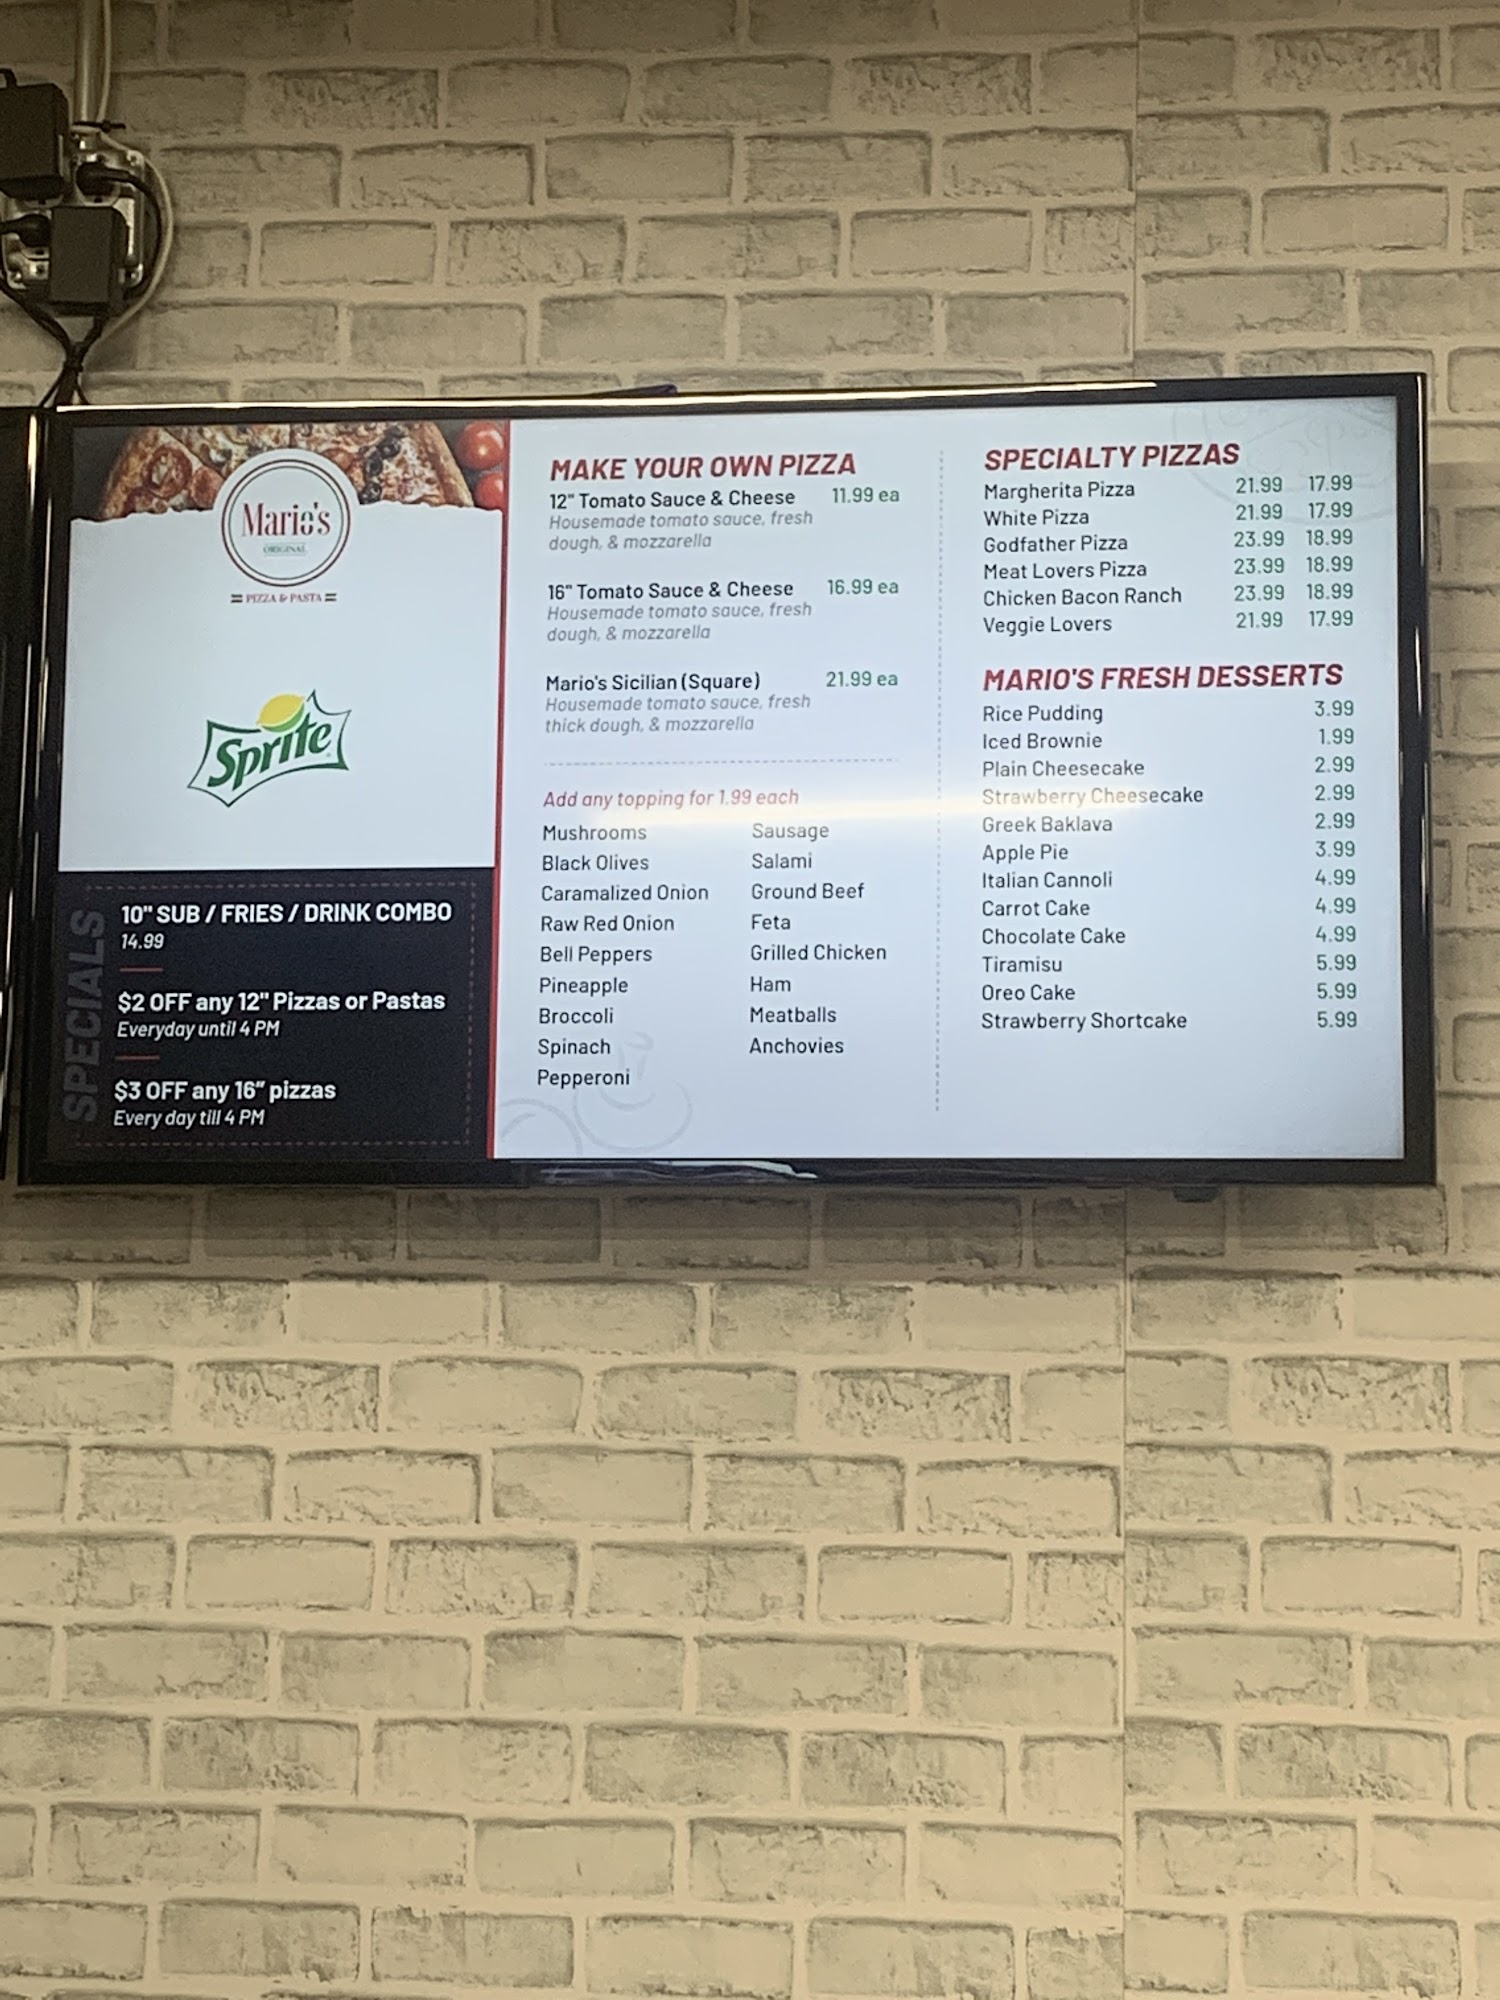 Mario's
ORIGINAL
PIZZA & PASTA
Sprite
SPECIALS
10" SUB / FRIES / DRINK COMBO
14.99
$2 OFF any 12" Pizzas or Pastas
Everyday until 4 PM
$3 OFF any 16" pizzas
Every day till 4 PM
MAKE YOUR OWN PIZZA
12" Tomato Sauce & Cheese 11.99 ea
Housemade tomato sauce, fresh
dough, & mozzarella
16" Tomato Sauce & Cheese 16.99 ea
Housemade tomato sauce, fresh
dough, & mozzarella
Mario's Sicilian (Square) 21.99 ea
Housemade tomato sauce, fresh
thick dough, & mozzarella
Add any topping for 1.99 each
Mushrooms
Black Olives
Caramalized Onion
Raw Red Onion
Bell Peppers
Pineapple
Broccoli
Spinach
Pepperoni
Sausage
Salami
Ground Beef
Feta
Grilled Chicken
Ham
Meatballs
Anchovies
SPECIALTY PIZZAS
Margherita Pizza 21.99 17.99
White Pizza 21.99 17.99
Godfather Pizza 23.99 18.99
Meat Lovers Pizza 23.99 18.99
Chicken Bacon Ranch 23.99 18.99
Veggie Lovers 21.99 17.99
MARIO'S FRESH DESSERTS
Rice Pudding 3.99
Iced Brownie 1.99
Plain Cheesecake 2.99
Strawberry Cheesecake 2.99
Greek Baklava 2.99
Apple Pie 3.99
Italian Cannoli 4.99
Carrot Cake 4.99
Chocolate Cake 4.99
Tiramisu 5.99
Oreo Cake 5.99
Strawberry Shortcake 5.99